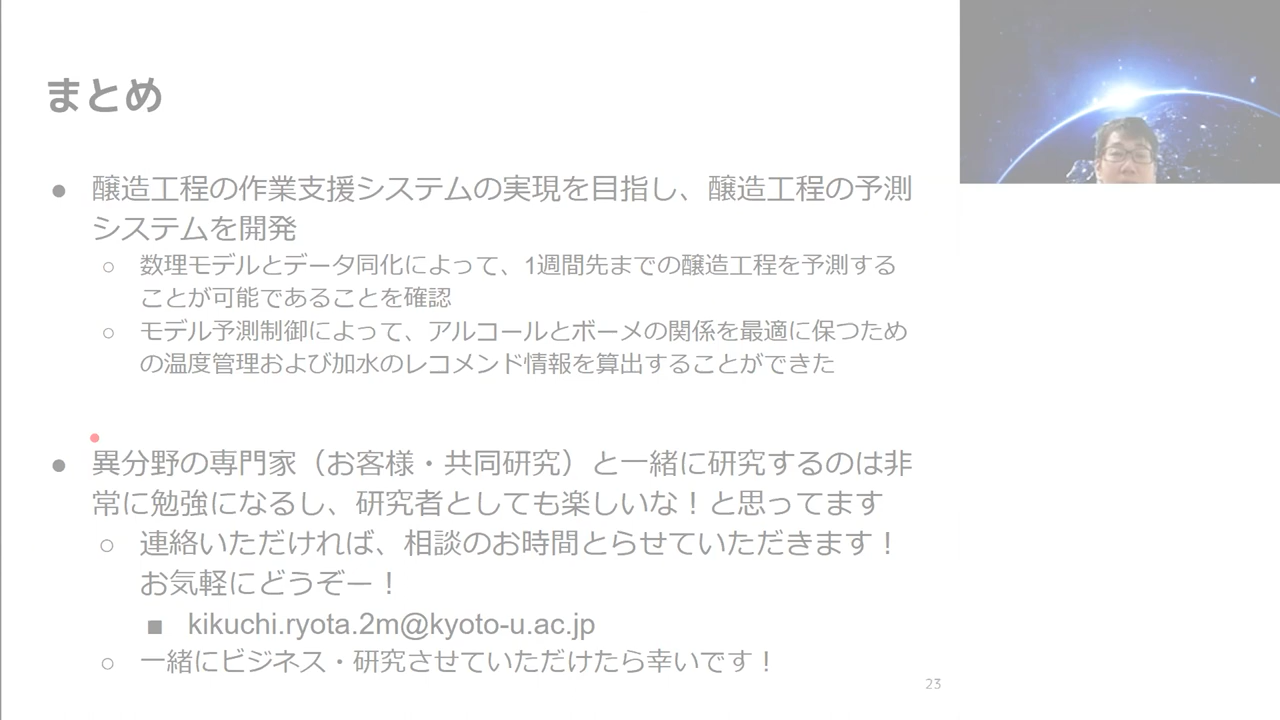 まとめ
● 醸造工程の作業支援システムの実現を目指し、醸造工程の予測
システムを開発
○ 数理モデルとデータ同化によって、1週間先までの醸造工程を予測する
ことが可能であることを確認
○ モデル予測制御によって、アルコールとボーメの関係を最適に保つため
の温度管理および加水のレコメンド情報を算出することができた
● 異分野の専門家（お客様・共同研究）と一緒に研究するのは非
常に勉強になるし、研究者としても楽しいな！と思ってます
○ 連絡いただければ、相談のお時間とらせていただきます！
お気軽にどうぞー！
■ kikuchi.ryota.2m@kyoto-u.ac.jp
○ 一緒にビジネス・研究させていただけたら幸いです！
23